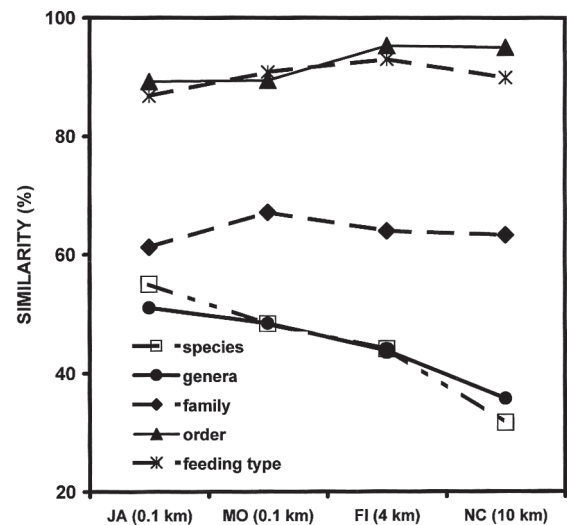 100
80
60
40
20
SIMILARITY (%)
species
genera
family
order
feeding type
JA (0.1 km) MO (0.1 km) FI (4 km) NC (10 km)